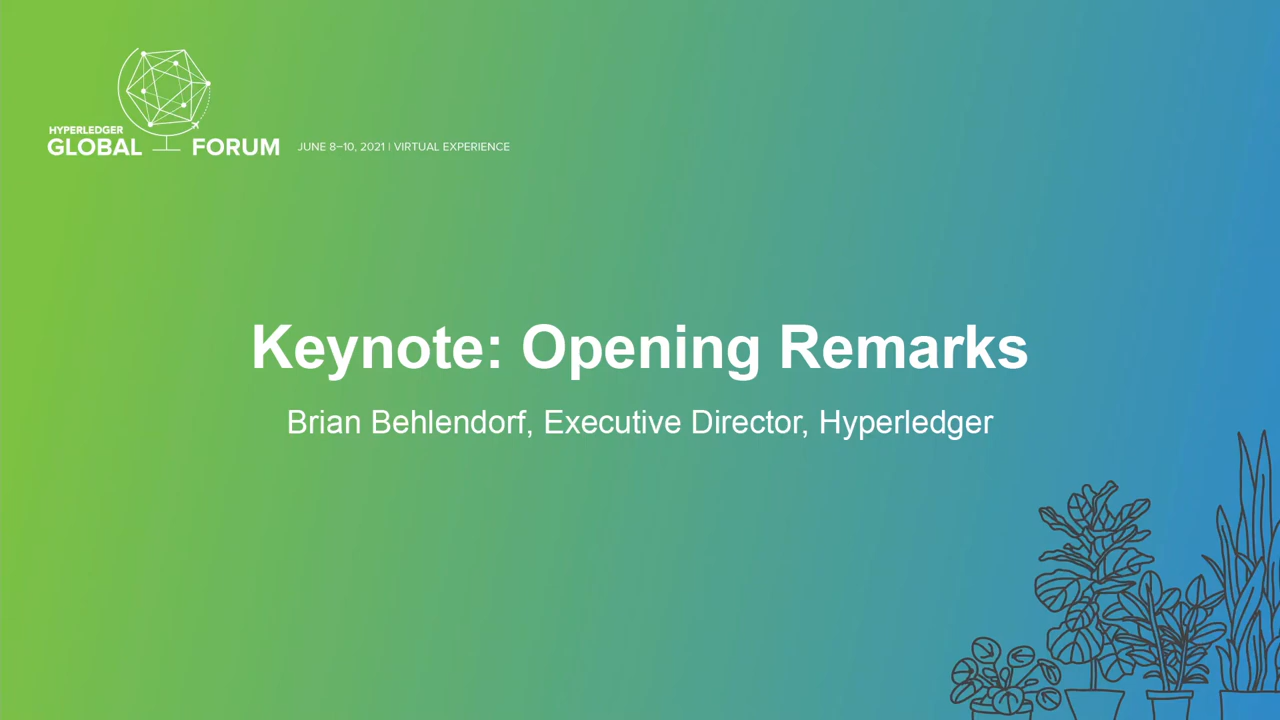 HYPERLEDGER
GLOBAL FORUM JUNE 8–10, 2021 | VIRTUAL EXPERIENCE
Keynote: Opening Remarks
Brian Behlendorf, Executive Director, Hyperledger